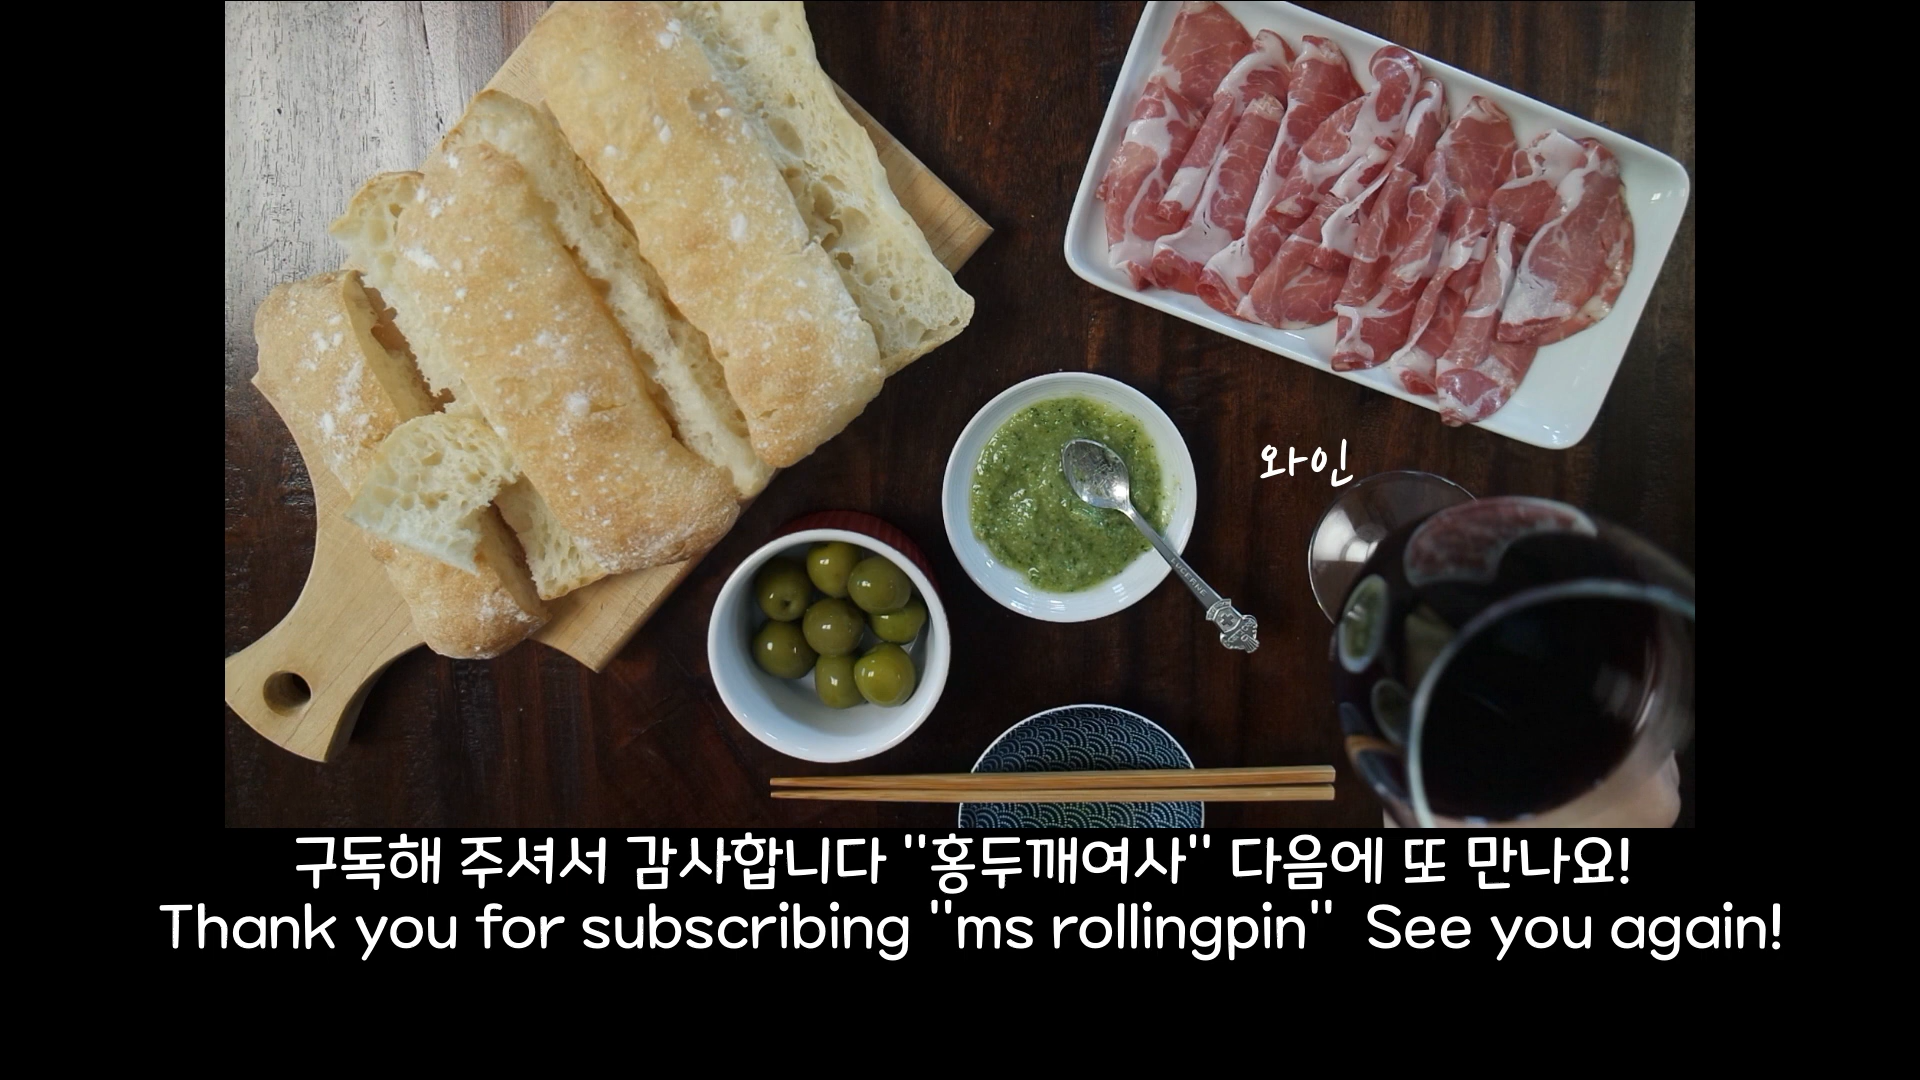 와인
LUCERNE
구독해 주셔서 감사합니다 "홍두깨여사" 다음에 또 만나요!
Thank you for subscribing "ms rollingpin" See you again!